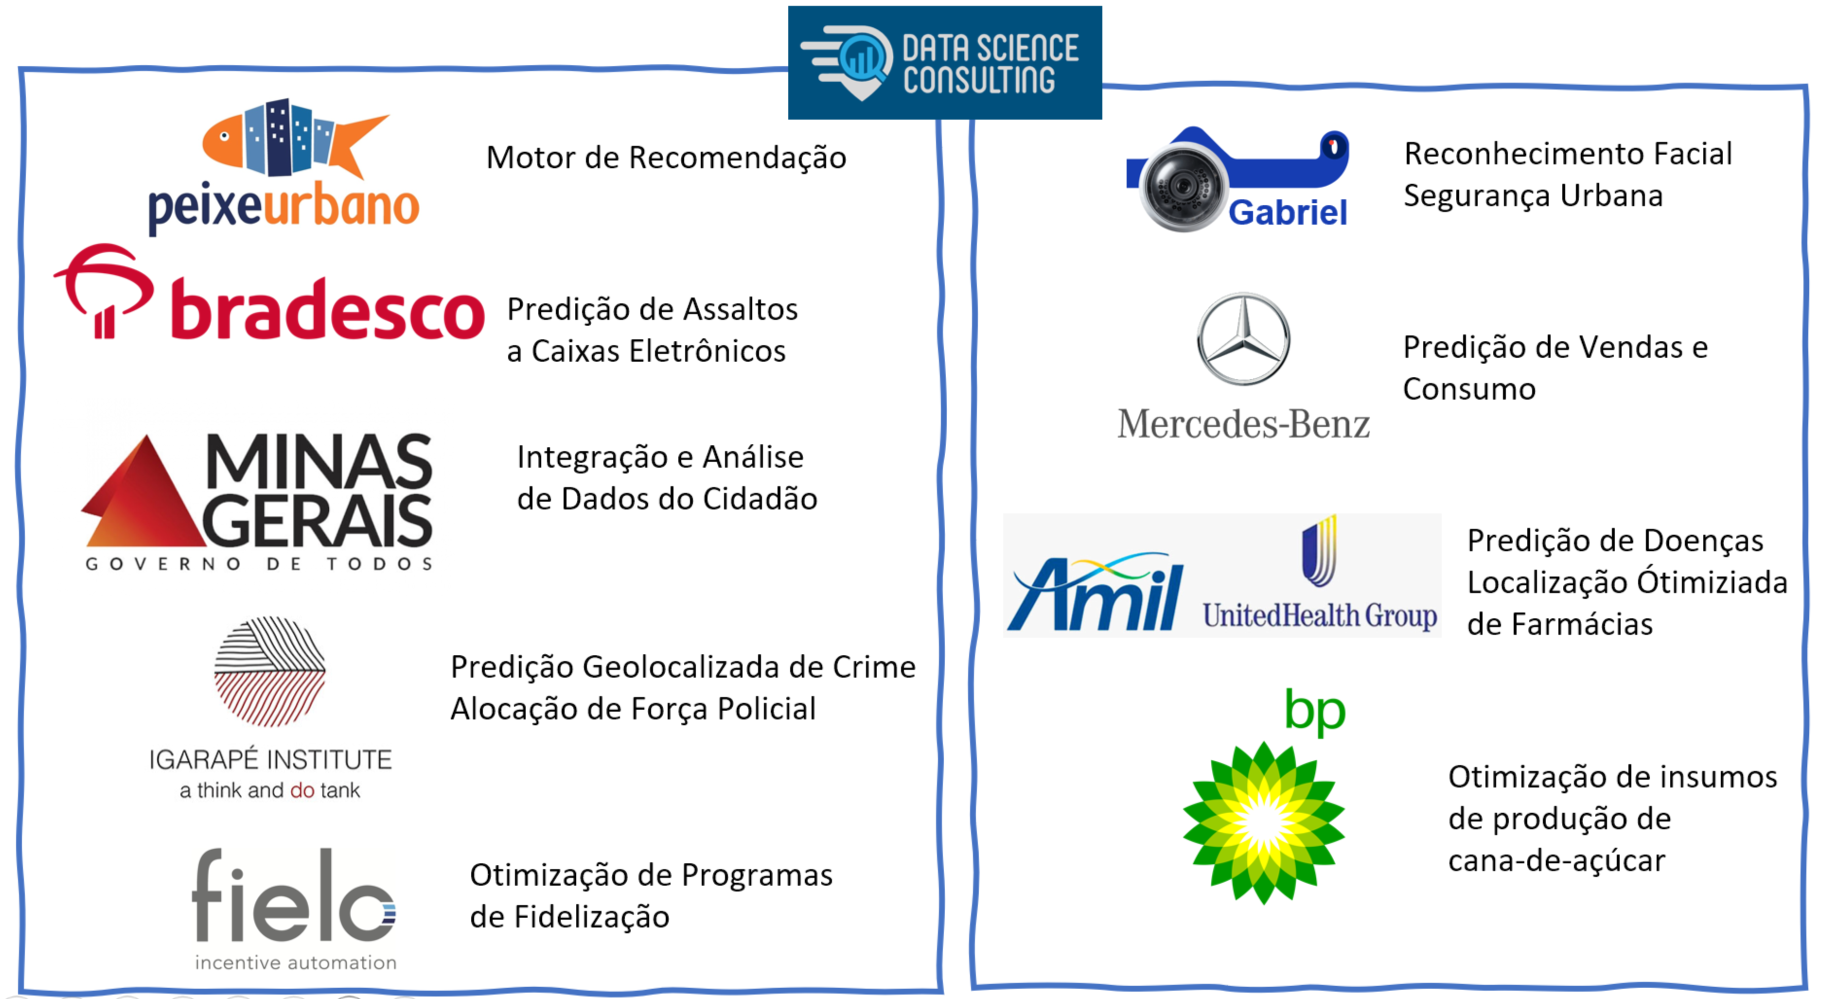 DATA SCIENCE
CONSULTING
peixeurbano
Motor de Recomendação
bradesco
Predição de Assaltos
a Caixas Eletrônicos
MINAS
GERAIS
GOVERNO DE TODOS
Integração e Análise
de Dados do Cidadão
IGARAPÉ INSTITUTE
a think and do tank
Predição Geolocalizada de Crime
Alocação de Força Policial
fielo
incentive automation
Otimização de Programas
de Fidelização
Gabriel
Reconhecimento Facial
Segurança Urbana
Mercedes-Benz
Predição de Vendas e
Consumo
Amil
UnitedHealth Group
Predição de Doenças
Localização Ótimiziada
de Farmácias
bp
Otimização de insumos
de produção de
cana-de-açúcar